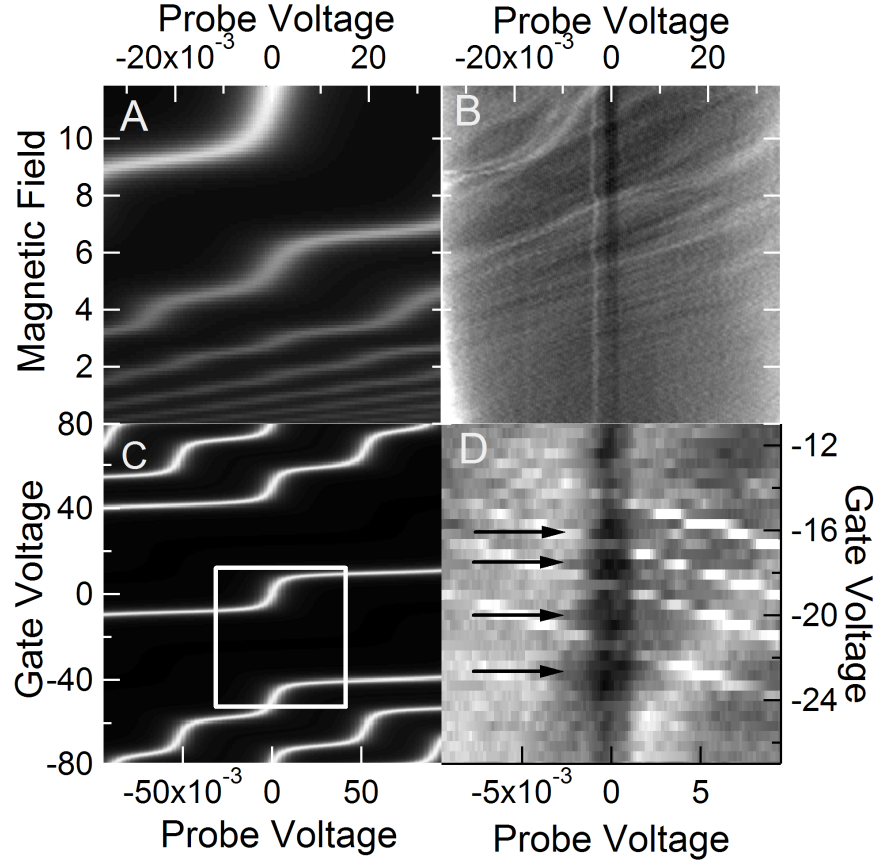 Probe Voltage Probe Voltage
-20x10-3 0 20 -20x10-3 0 20
A B
Magnetic Field
10
8
6
4
2
C D
Gate Voltage
80
40
0
-40
-80
-12
-16
-20
-24
Gate Voltage
-50x10-3 0 50 -5x10-3 0 5
Probe Voltage Probe Voltage